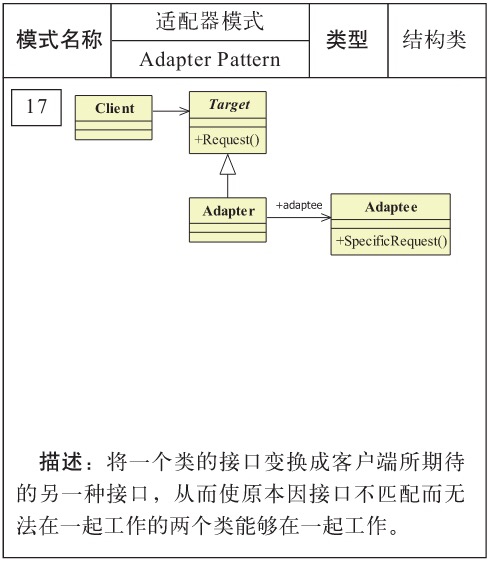 模式名称
适配器模式
Adapter Pattern
类型
结构类
17
Client
Target
+Request()
Adapter
+adaptee
Adaptee
+SpecificRequest()
描述：将一个类的接口变换成客户端所期待
的另一种接口，从而使原本因接口不匹配而无
法在一起工作的两个类能够在一起工作。